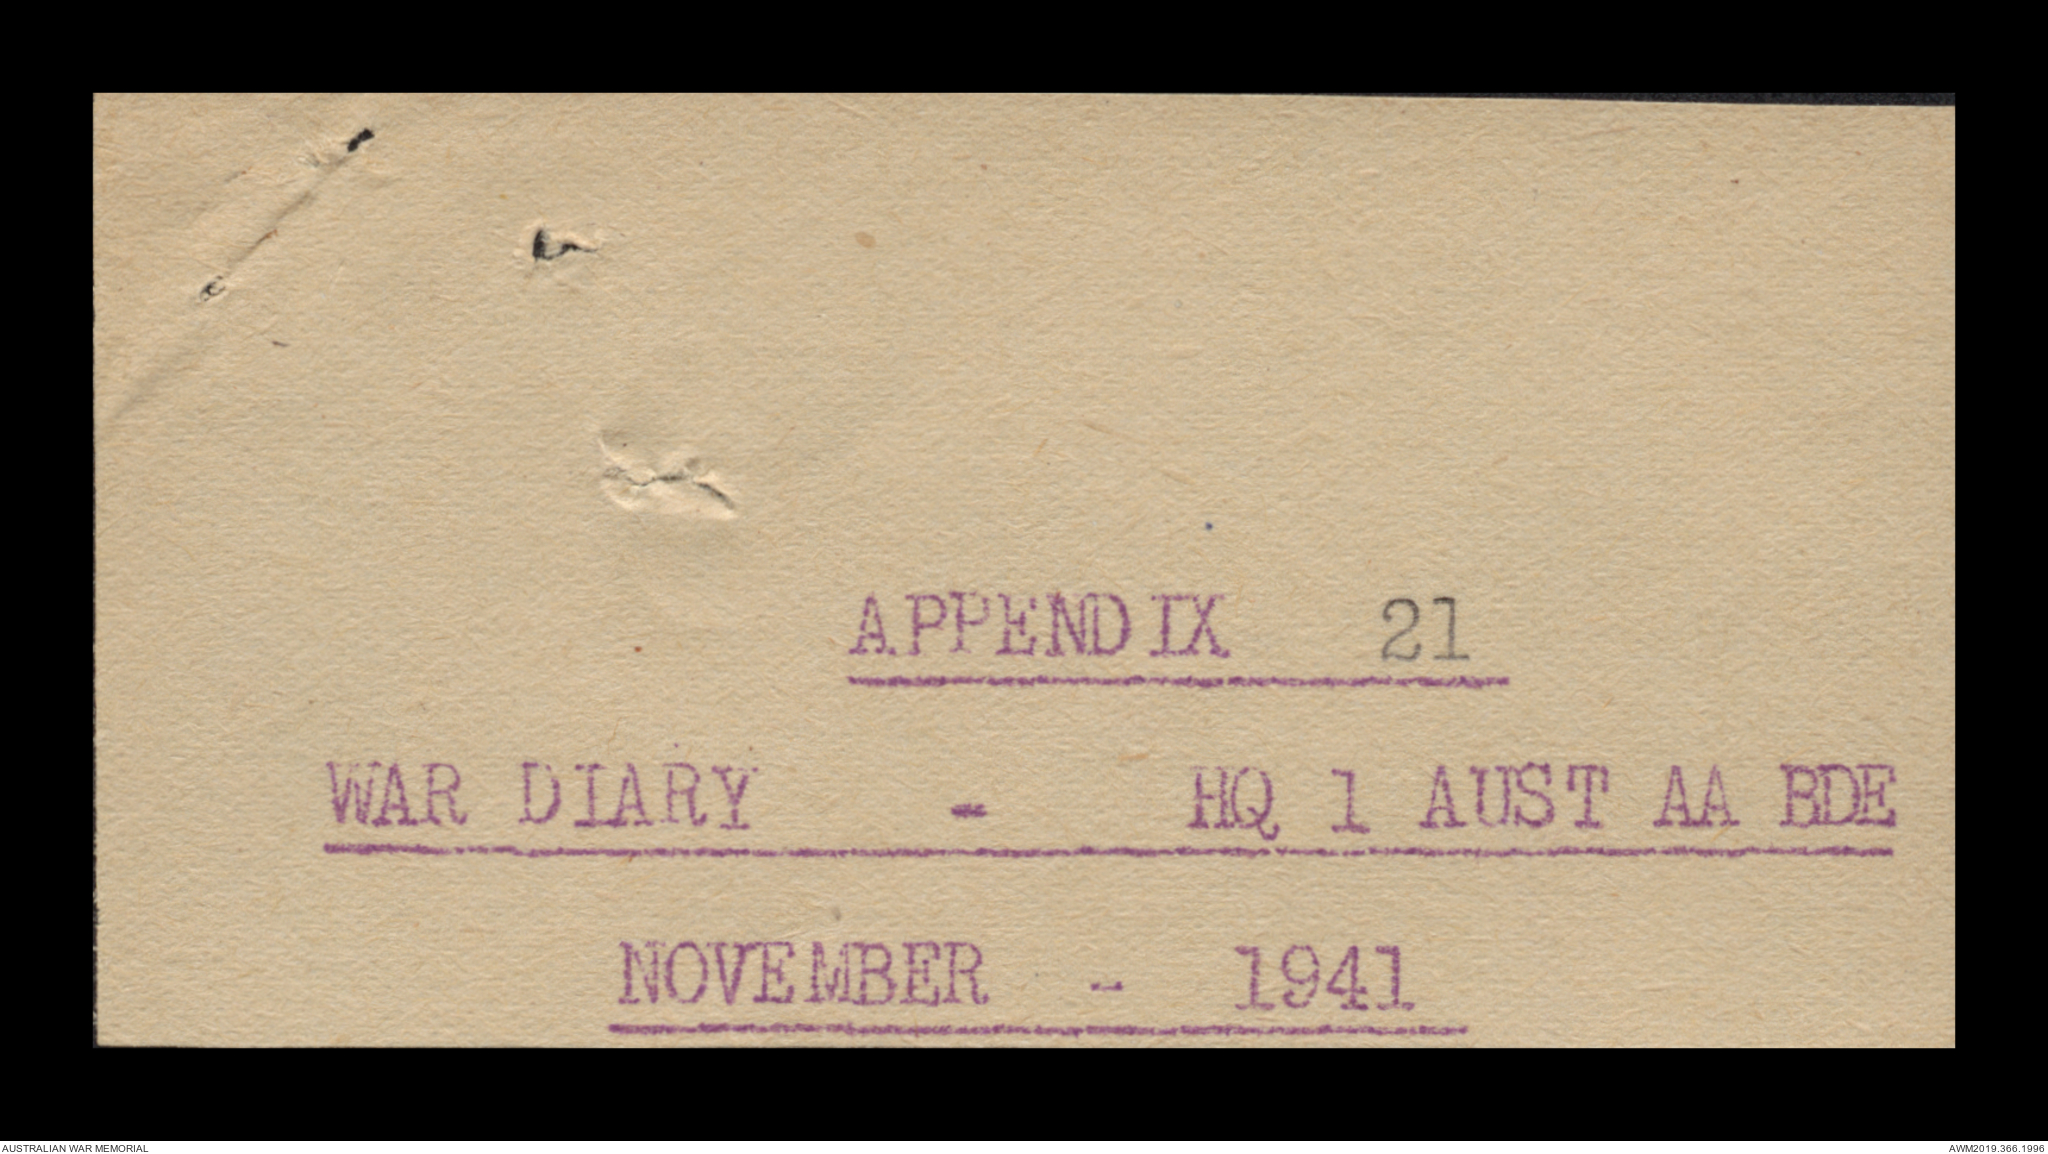 APPENDIX 21
WAR DIARY - HQ 1 AUST AA BDE
NOVEMBER - 1941
AUSTRALIAN WAR MEMORIAL
AWM2019.366.1996